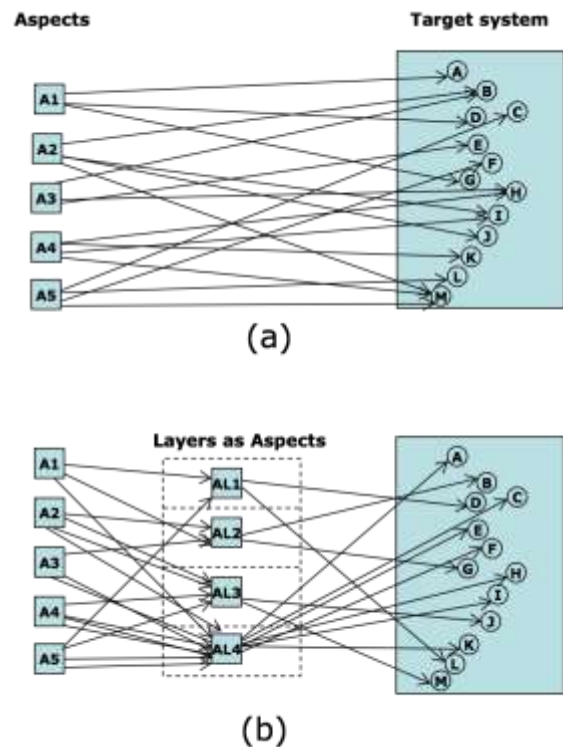 Aspects Target system
A1
A2
A3
A4
A5
A
B
C
D
E
F
G
H
I
J
K
L
M
(a)
Layers as Aspects
A1
A2
A3
A4
A5
AL1
AL2
AL3
AL4
A
B
C
D
E
F
G
H
I
J
K
L
M
(b)